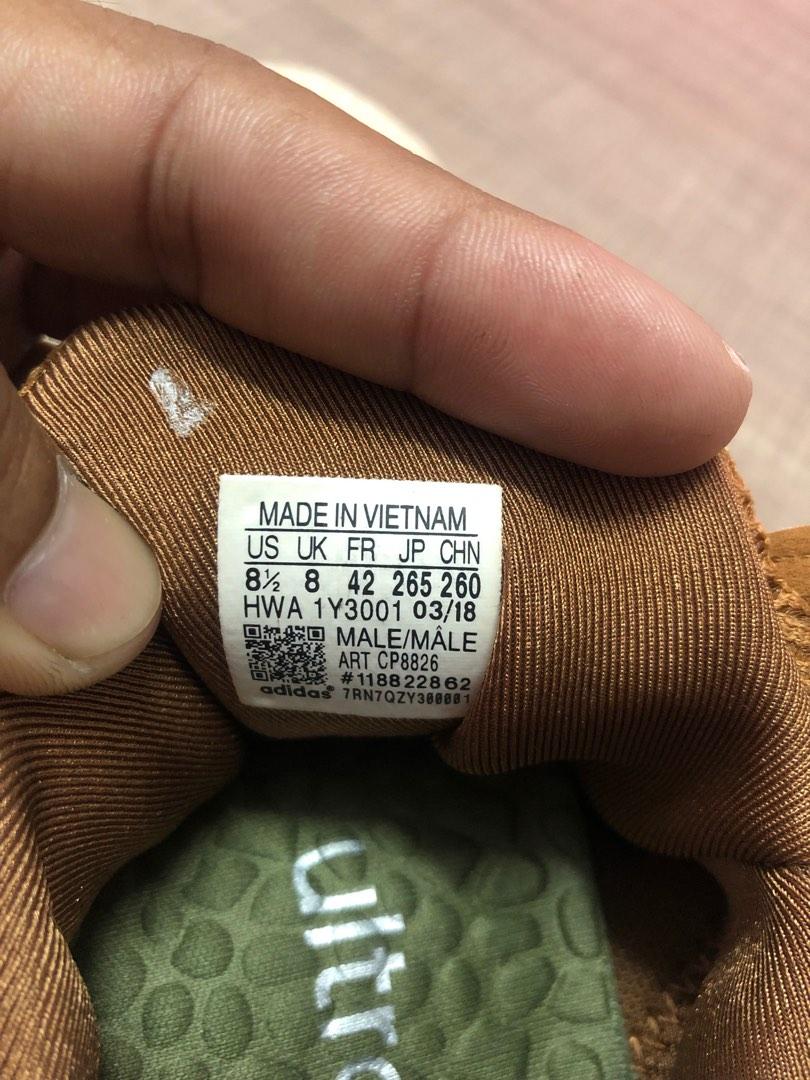 MADE IN VIETNAM
US UK FR JP CHN
8½ 8 42 265 260
HWA 1Y3001 03/18
MALE/MÂLE
ART CP8826
#118822862
adidas® 7RN7QZY300001
ultra